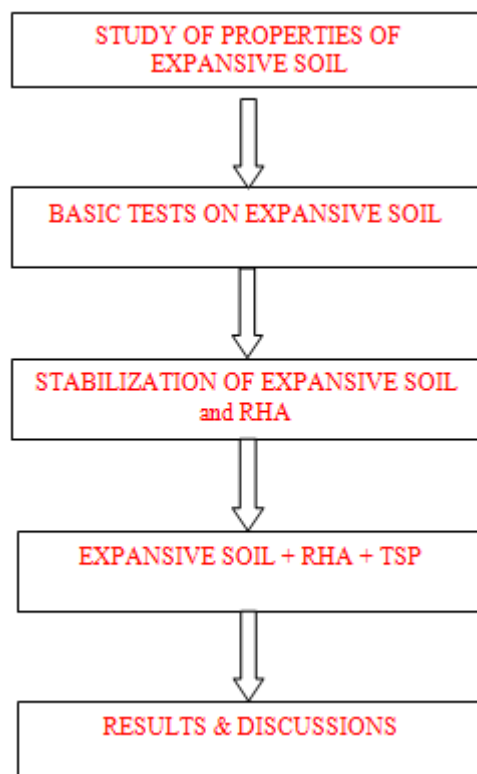 STUDY OF PROPERTIES OF
EXPANSIVE SOIL
BASIC TESTS ON EXPANSIVE SOIL
STABILIZATION OF EXPANSIVE SOIL
and RHA
EXPANSIVE SOIL + RHA + TSP
RESULTS & DISCUSSIONS